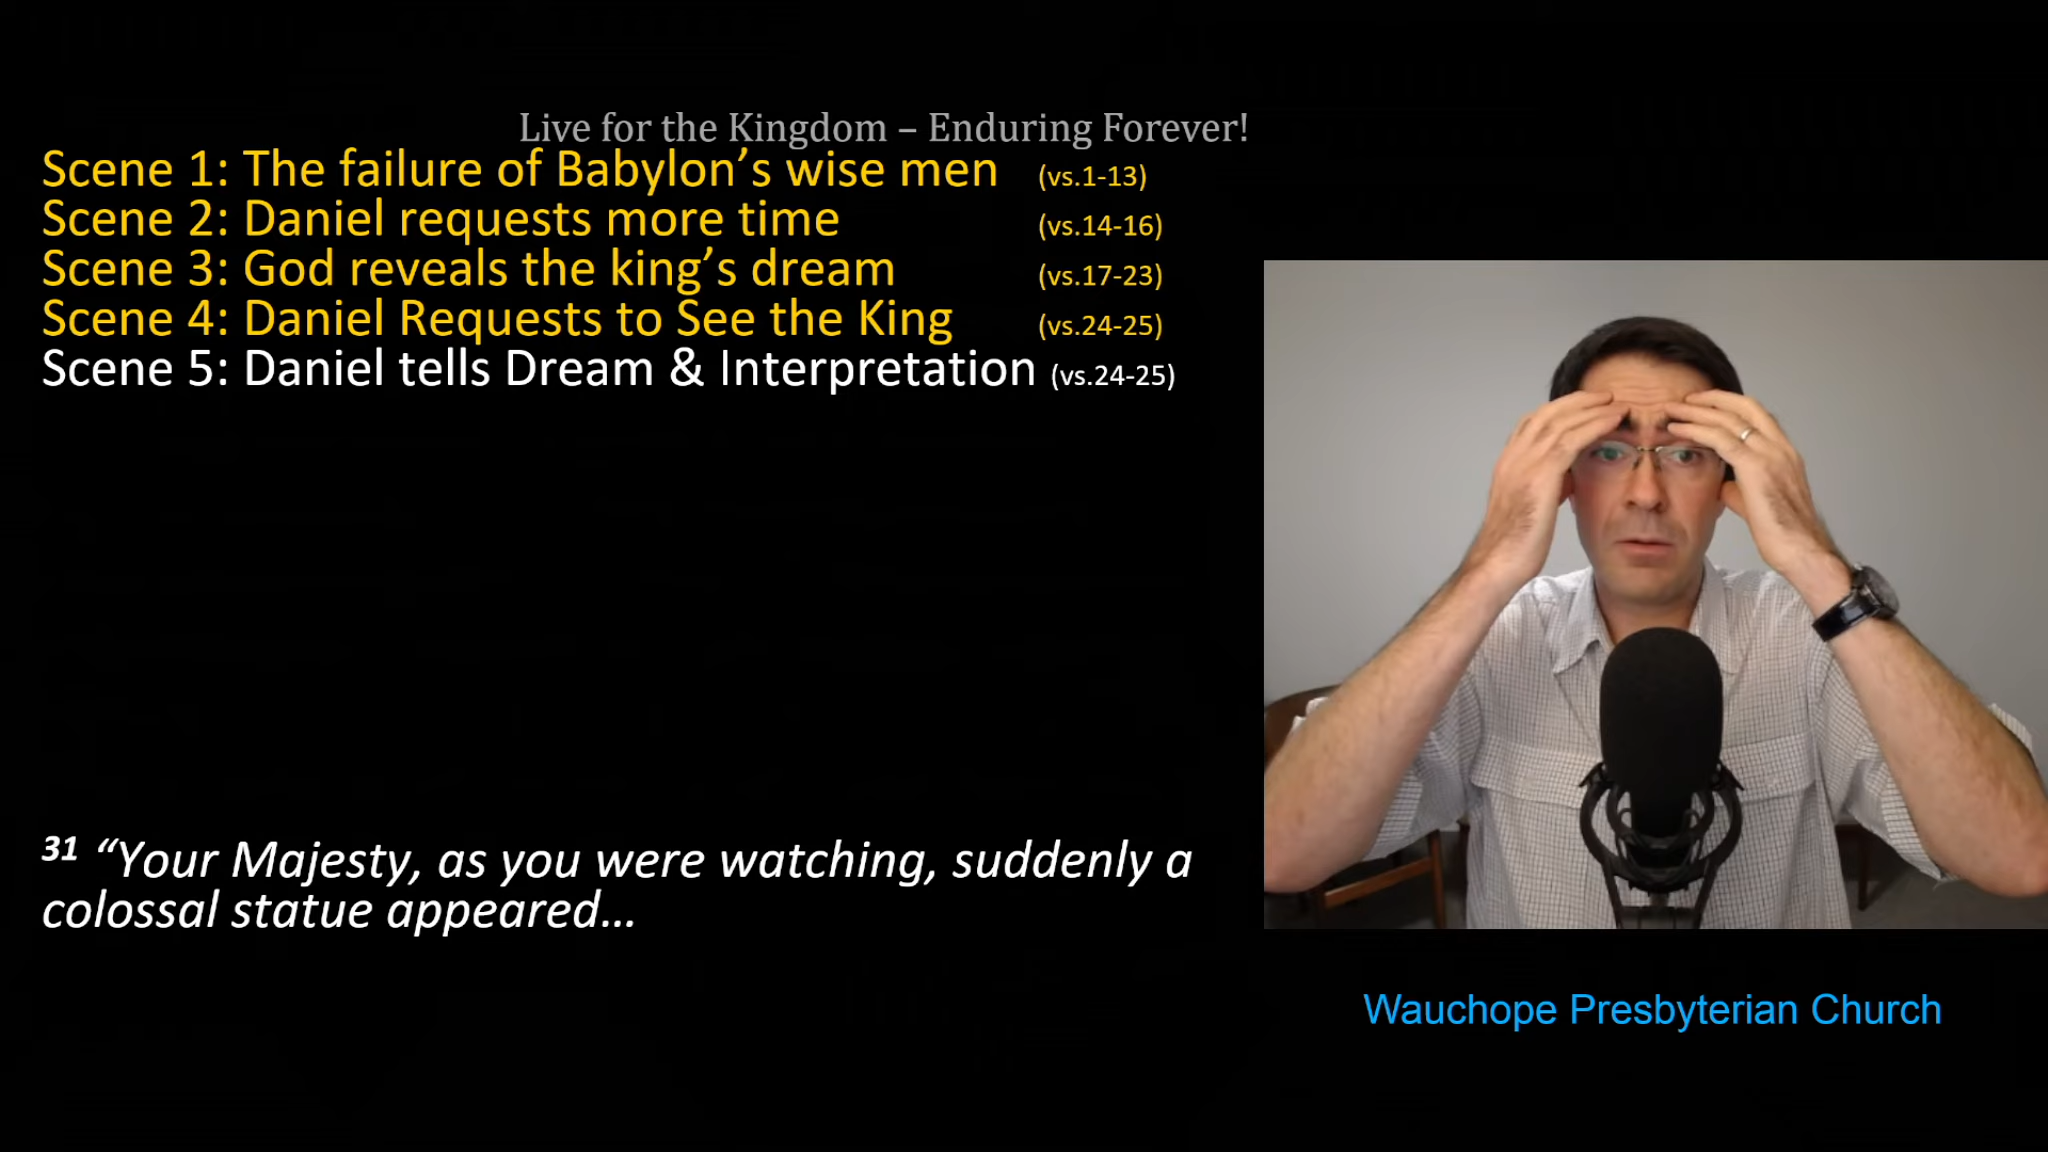 Live for the Kingdom – Enduring Forever!
Scene 1: The failure of Babylon’s wise men (vs.1-13)
Scene 2: Daniel requests more time (vs.14-16)
Scene 3: God reveals the king’s dream (vs.17-23)
Scene 4: Daniel Requests to See the King (vs.24-25)
Scene 5: Daniel tells Dream & Interpretation (vs.24-25)
31 “Your Majesty, as you were watching, suddenly a
colossal statue appeared...
Wauchope Presbyterian Church